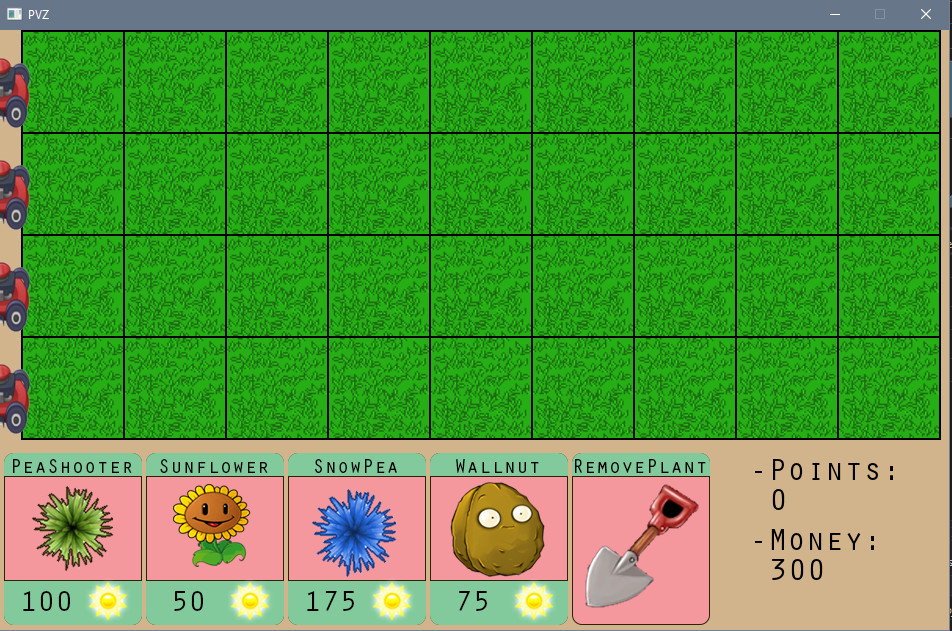 PVZ
PEASHOOTER
SUNFLOWER
SNOWPEA
WALLNUT
REMOVEPLANT
100
50
175
75
-POINTS:
0
-MONEY:
300